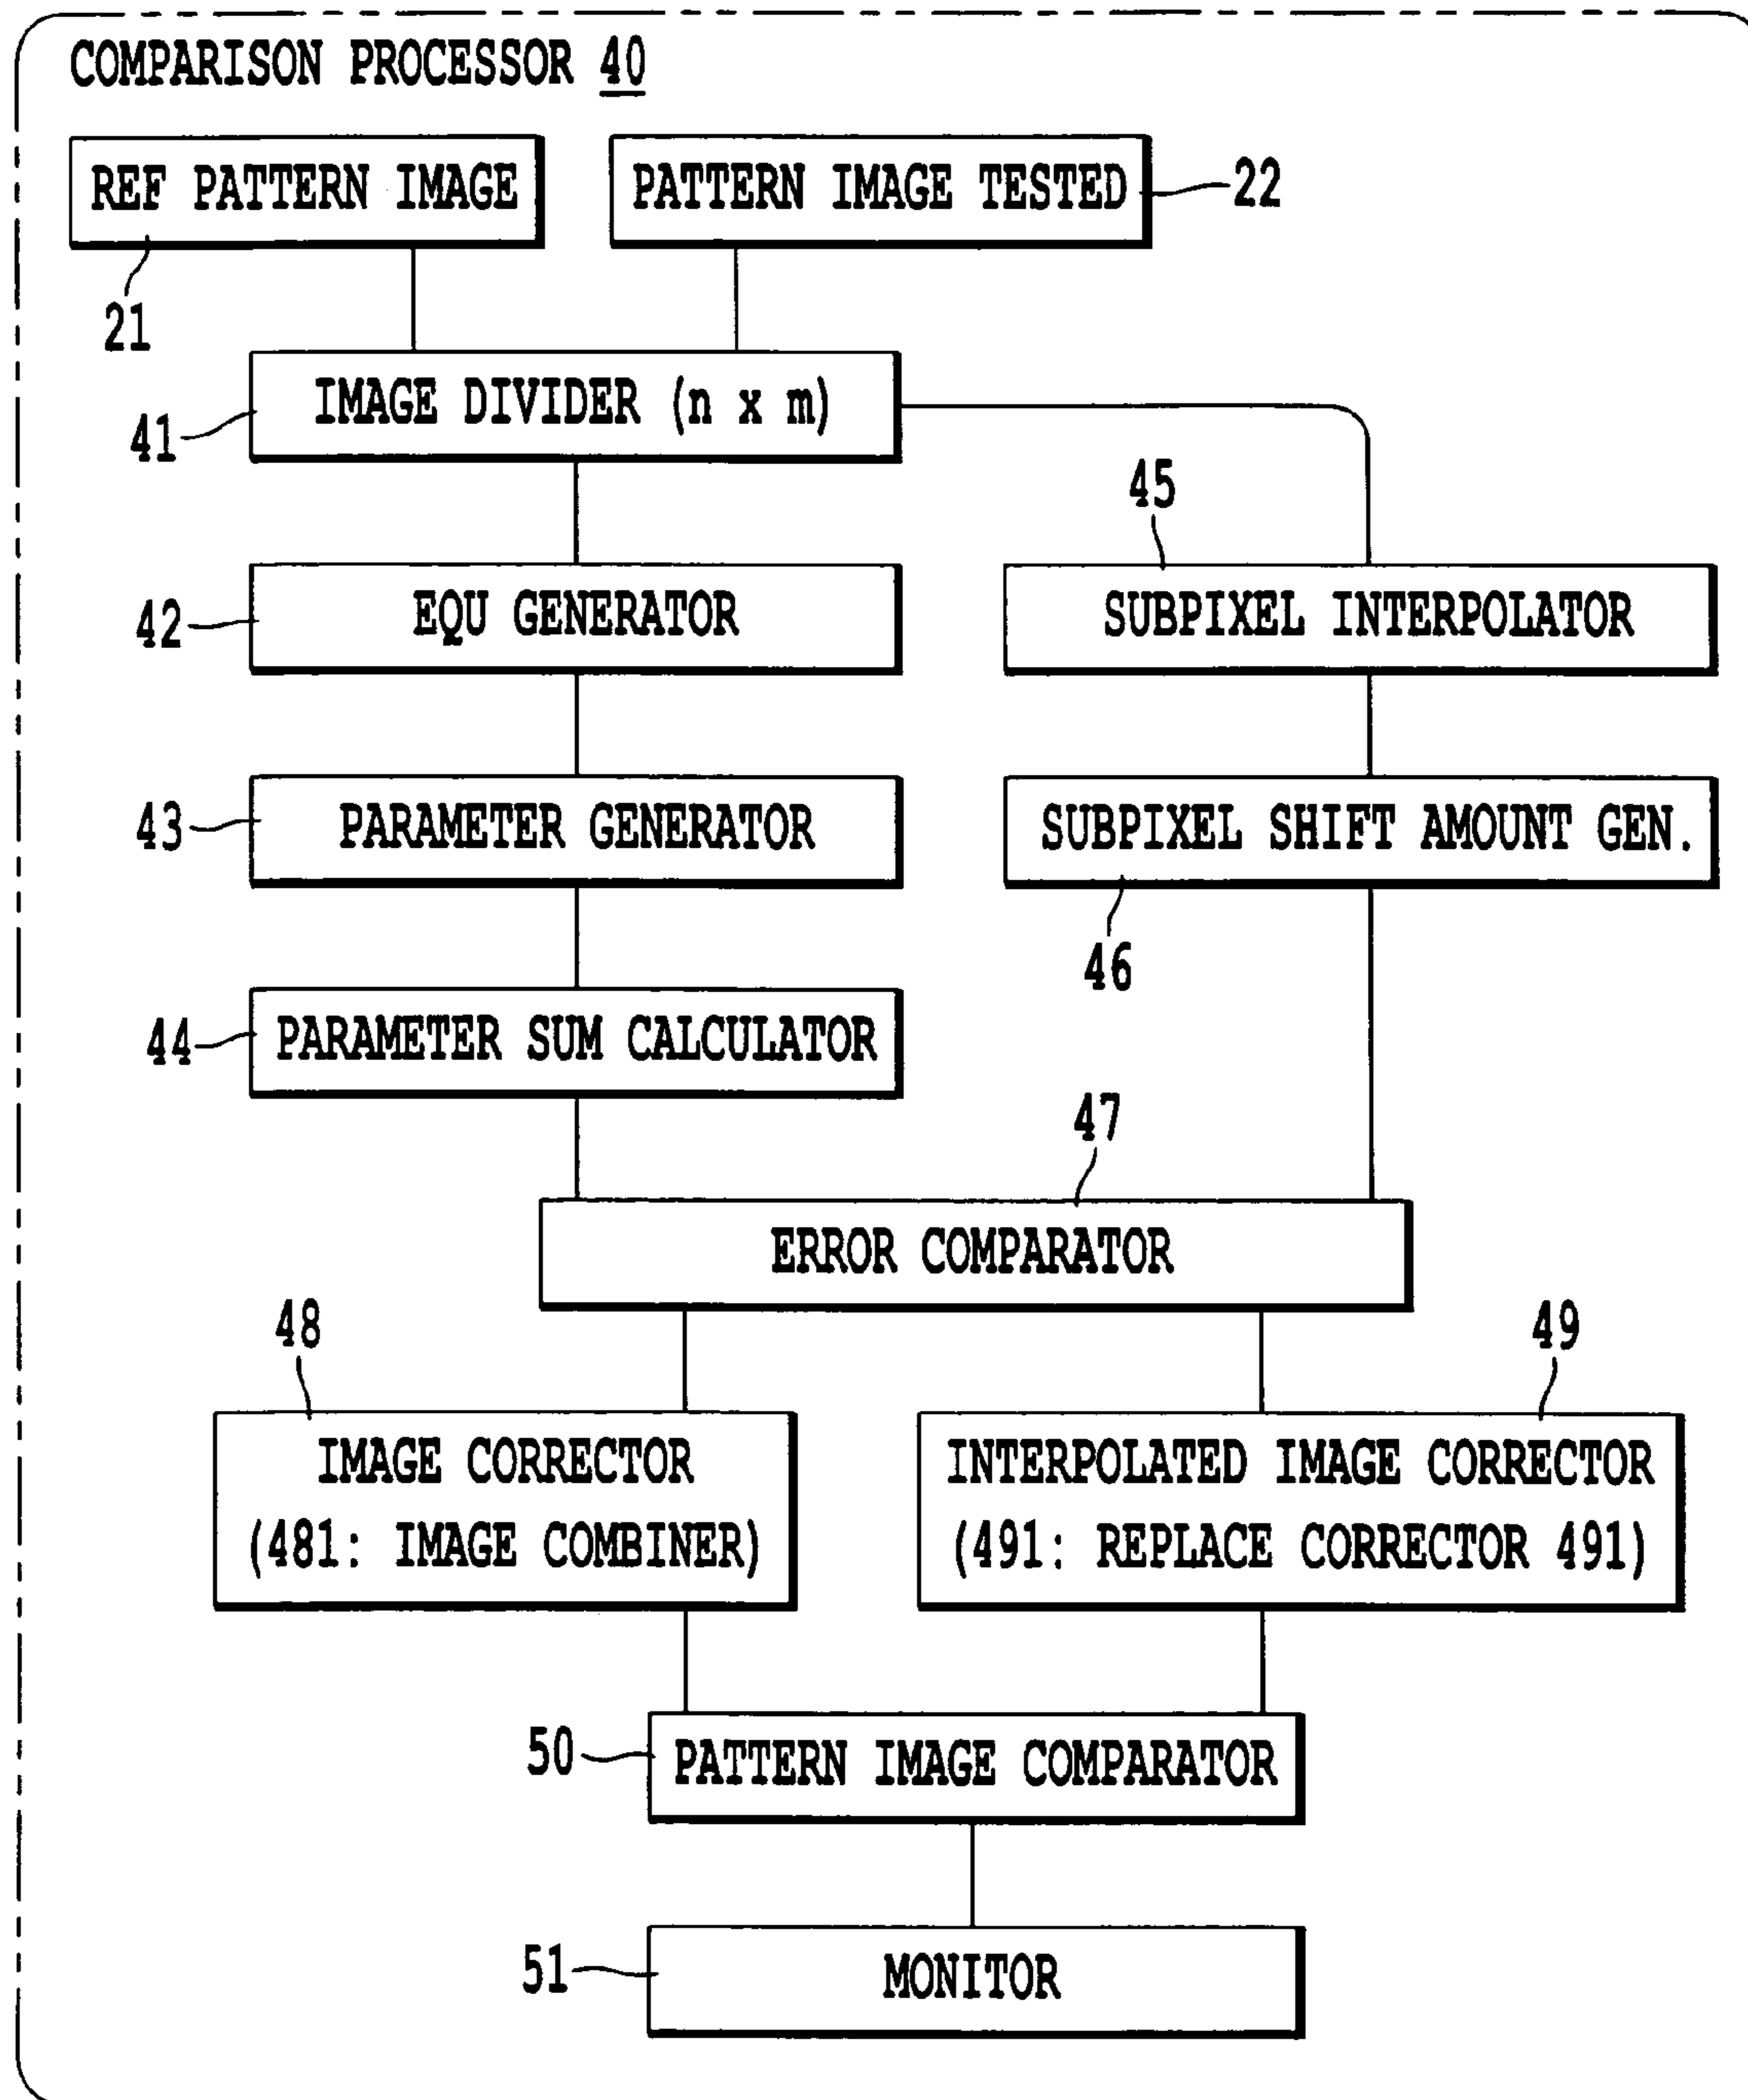 COMPARISON PROCESSOR 40
REF PATTERN IMAGE
PATTERN IMAGE TESTED
22
21
IMAGE DIVIDER (n x m)
41
45
EQU GENERATOR
42
SUBPIXEL INTERPOLATOR
PARAMETER GENERATOR
43
SUBPIXEL SHIFT AMOUNT GEN.
46
PARAMETER SUM CALCULATOR
44
47
ERROR COMPARATOR
48
49
IMAGE CORRECTOR
(481: IMAGE COMBINER)
INTERPOLATED IMAGE CORRECTOR
(491: REPLACE CORRECTOR 491)
50
PATTERN IMAGE COMPARATOR
51
MONITOR